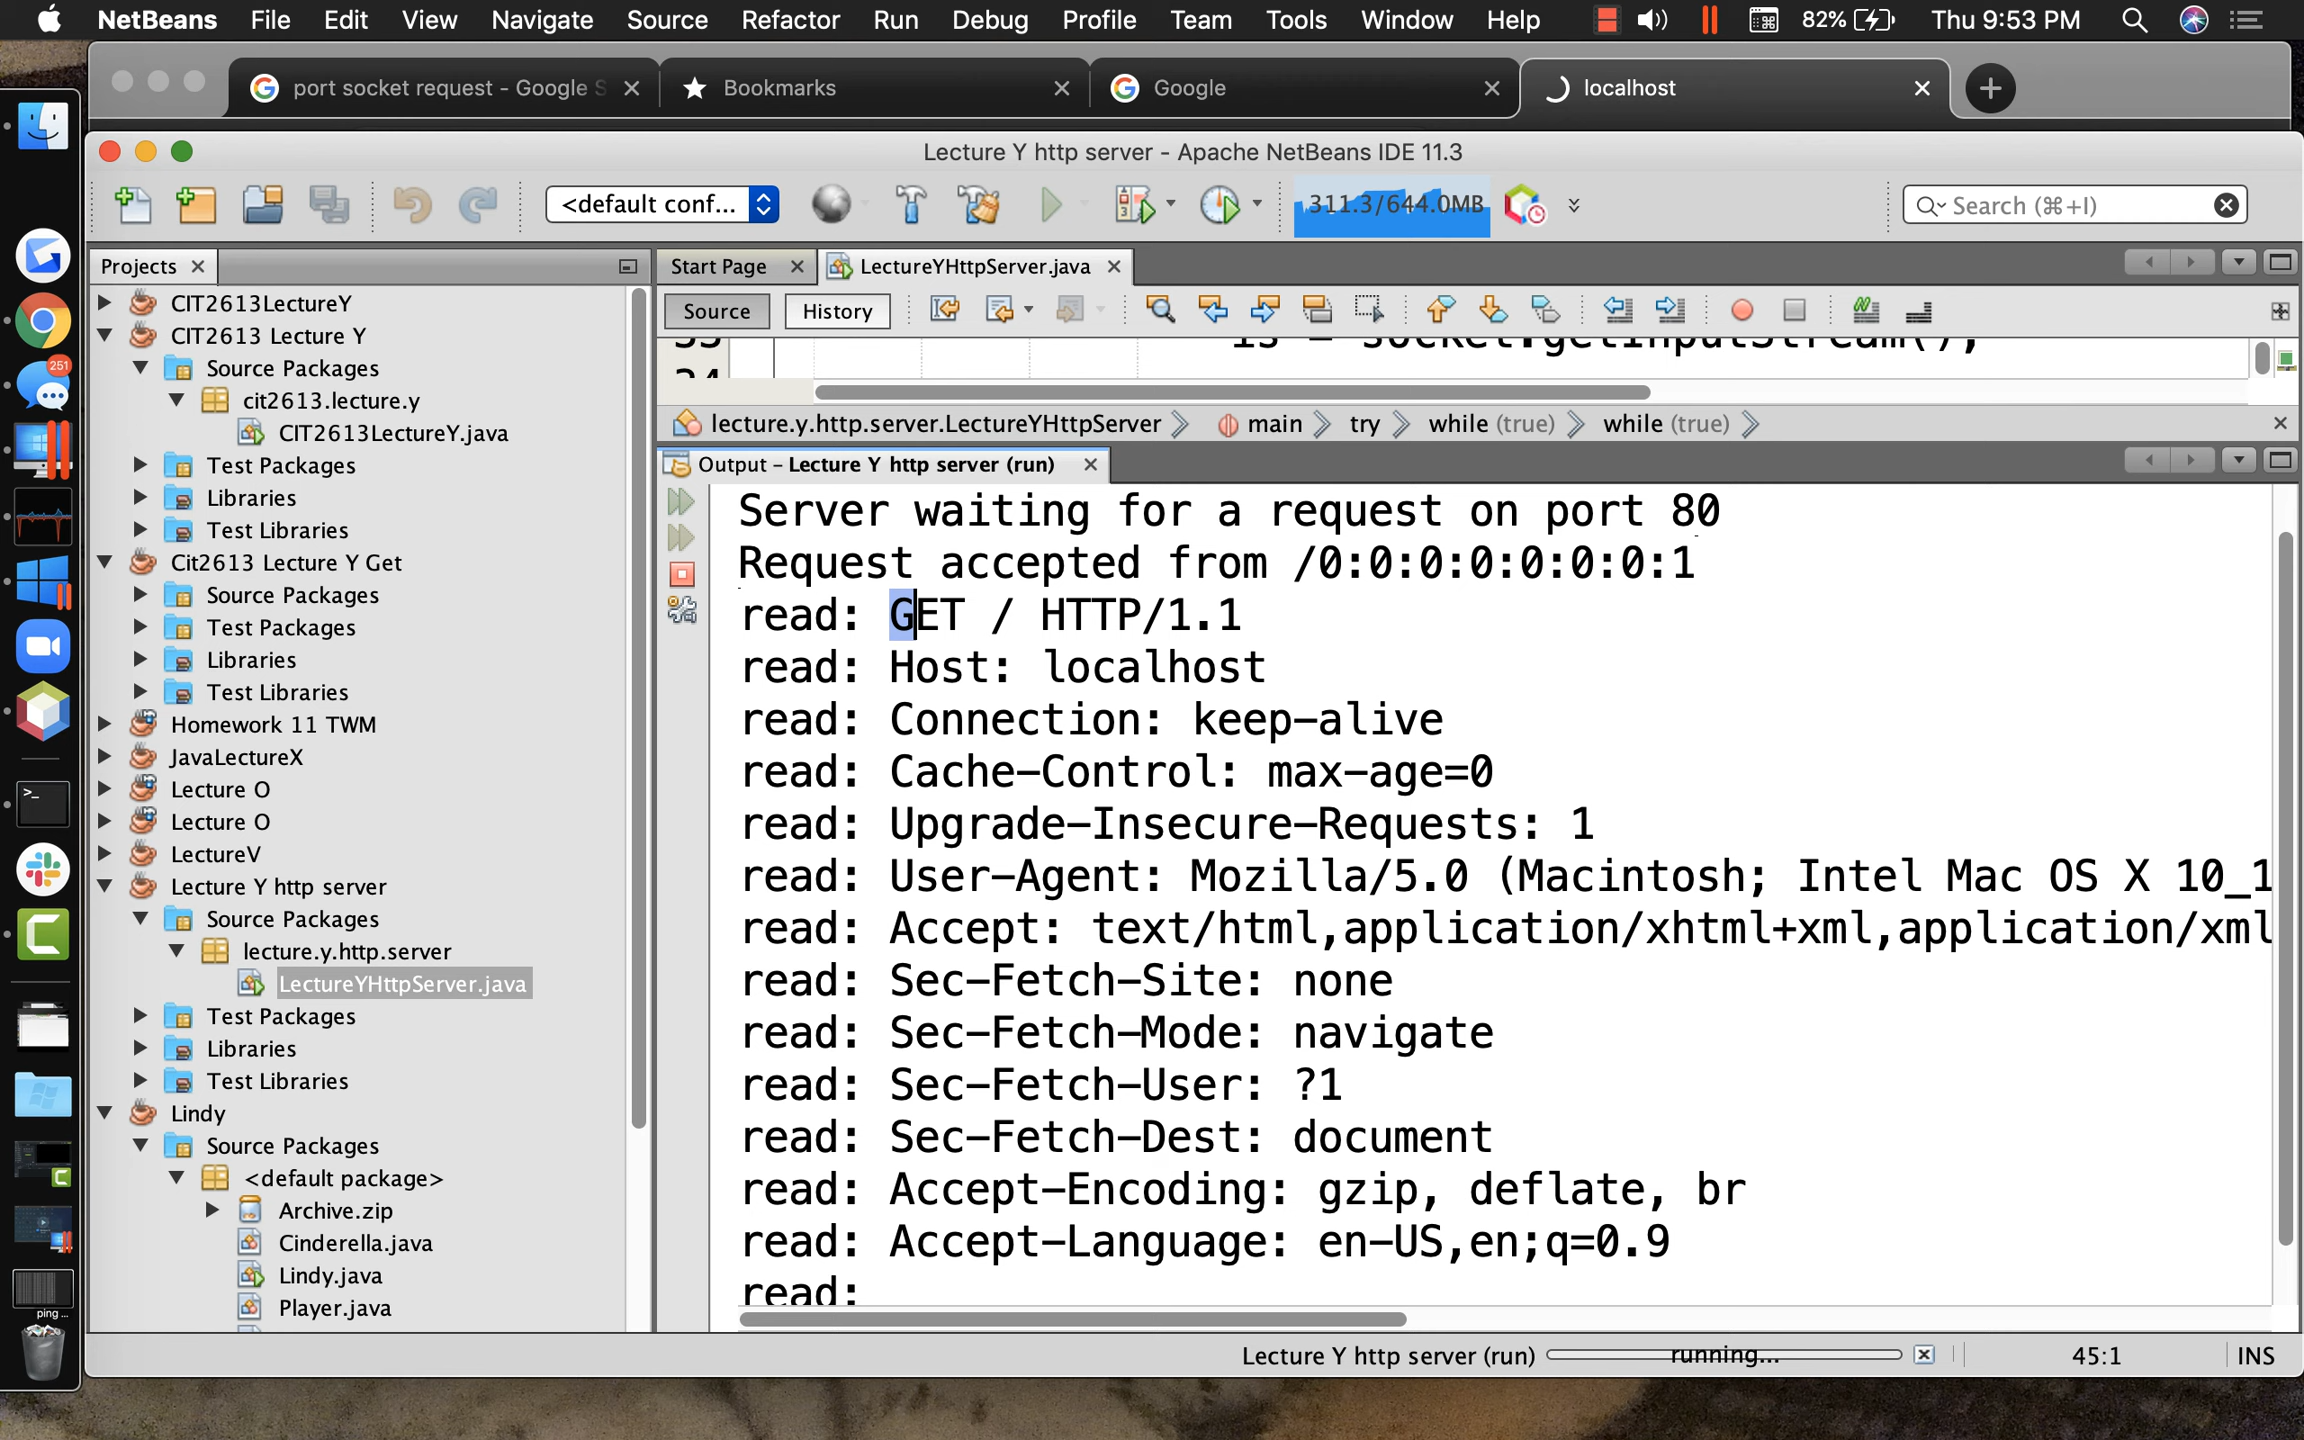 NetBeans File Edit View Navigate Source Refactor Run Debug Profile Team Tools Window Help 82% Thu 9:53 PM
port socket request - Google S Bookmarks Google localhost
Lecture Y http server - Apache NetBeans IDE 11.3
<default conf... 311.3/644.0MB Search (⌘+I)
Projects
CIT2613LectureY
CIT2613 Lecture Y
Source Packages
cit2613.lecture.y
CIT2613LectureY.java
Test Packages
Libraries
Test Libraries
Cit2613 Lecture Y Get
Source Packages
Test Packages
Libraries
Test Libraries
Homework 11 TWM
JavaLectureX
Lecture O
Lecture O
LectureV
Lecture Y http server
Source Packages
lecture.y.http.server
LectureYHttpServer.java
Test Packages
Libraries
Test Libraries
Lindy
Source Packages
<default package>
Archive.zip
Cinderella.java
Lindy.java
Player.java
251
ping ...
Start Page LectureYHttpServer.java
Source History
is = socket.getInputStream();
lecture.y.http.server.LectureYHttpServer main try while (true) while (true)
Output – Lecture Y http server (run)
Server waiting for a request on port 80
Request accepted from /0:0:0:0:0:0:0:1
read: GET / HTTP/1.1
read: Host: localhost
read: Connection: keep-alive
read: Cache-Control: max-age=0
read: Upgrade-Insecure-Requests: 1
read: User-Agent: Mozilla/5.0 (Macintosh; Intel Mac OS X 10_1
read: Accept: text/html,application/xhtml+xml,application/xml
read: Sec-Fetch-Site: none
read: Sec-Fetch-Mode: navigate
read: Sec-Fetch-User: ?1
read: Sec-Fetch-Dest: document
read: Accept-Encoding: gzip, deflate, br
read: Accept-Language: en-US,en;q=0.9
read:
Lecture Y http server (run) running... 45:1 INS